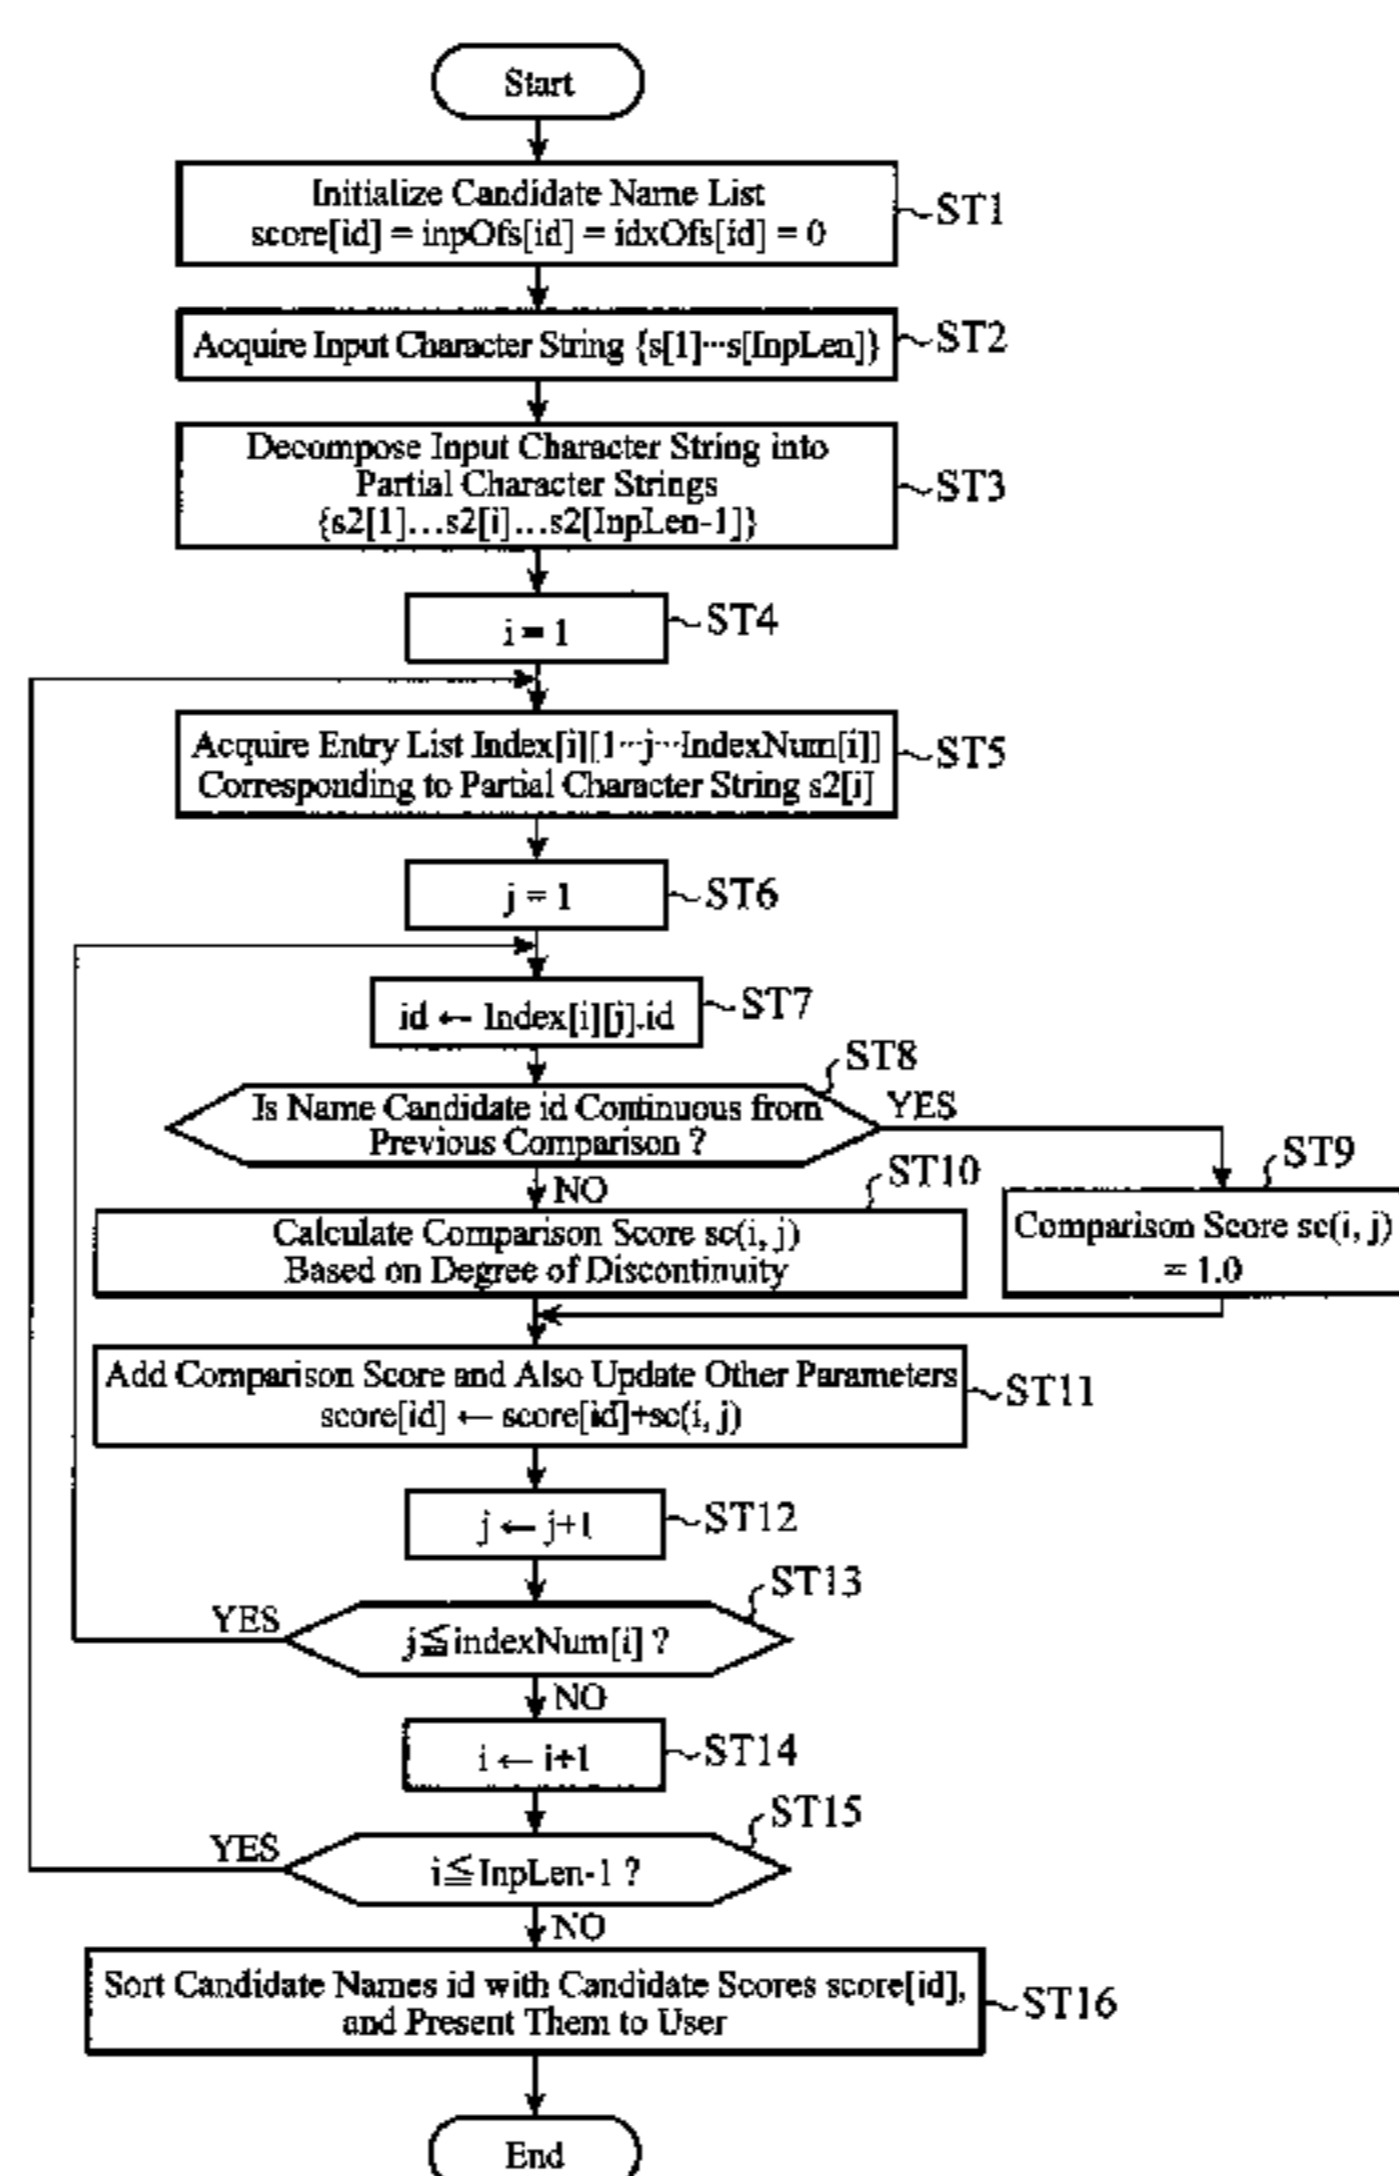 Start
Initialize Candidate Name List
score[id] = inpOfs[id] = idxOfs[id] = 0
ST1
Acquire Input Character String {s[1]···s[InpLen]}
ST2
Decompose Input Character String into
Partial Character Strings
{s2[1]...s2[i]...s2[InpLen-1]}
ST3
i = 1
ST4
Acquire Entry List Index[i][1···j···IndexNum[i]]
Corresponding to Partial Character String s2[i]
ST5
j = 1
ST6
id ← Index[i][j].id
ST7
ST8
Is Name Candidate id Continuous from
Previous Comparison ?
YES
NO
ST9
Comparison Score sc(i, j)
= 1.0
ST10
Calculate Comparison Score sc(i, j)
Based on Degree of Discontinuity
Add Comparison Score and Also Update Other Parameters
score[id] ← score[id]+sc(i, j)
ST11
j ← j+1
ST12
ST13
YES
j≦indexNum[i] ?
NO
i ← i+1
ST14
ST15
YES
i≦InpLen-1 ?
NO
Sort Candidate Names id with Candidate Scores score[id],
and Present Them to User
ST16
End